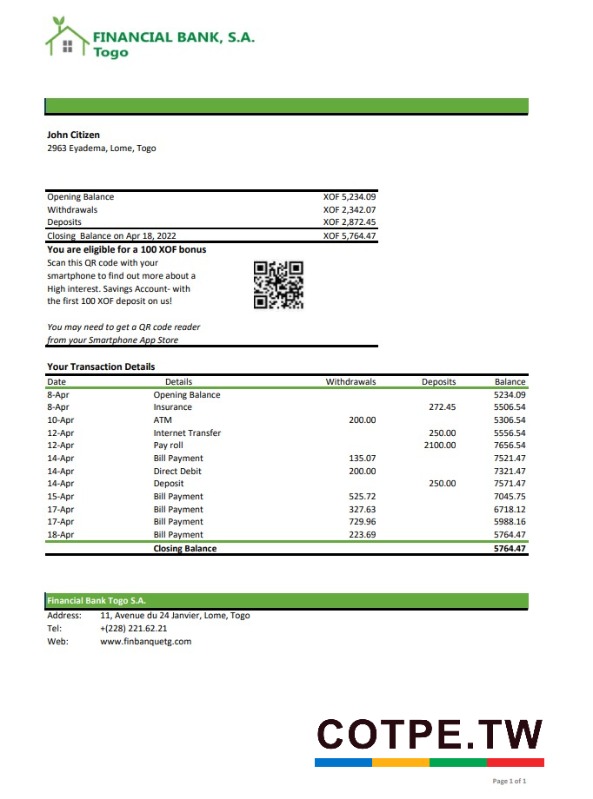 FINANCIAL BANK, S.A.
Togo
John Citizen
2963 Eyadema, Lome, Togo
Opening Balance XOF 5,234.09
Withdrawals XOF 2,342.07
Deposits XOF 2,872.45
Closing Balance on Apr 18, 2022 XOF 5,764.47
You are eligible for a 100 XOF bonus
Scan this QR code with your
smartphone to find out more about a
High interest. Savings Account- with
the first 100 XOF deposit on us!
You may need to get a QR code reader
from your Smartphone App Store
Your Transaction Details
Date Details Withdrawals Deposits Balance
8-Apr Opening Balance 5234.09
8-Apr Insurance 272.45 5506.54
10-Apr ATM 200.00 5306.54
12-Apr Internet Transfer 250.00 5556.54
12-Apr Pay roll 2100.00 7656.54
14-Apr Bill Payment 135.07 7521.47
14-Apr Direct Debit 200.00 7321.47
14-Apr Deposit 250.00 7571.47
15-Apr Bill Payment 525.72 7045.75
17-Apr Bill Payment 327.63 6718.12
17-Apr Bill Payment 729.96 5988.16
18-Apr Bill Payment 223.69 5764.47
Closing Balance 5764.47
Financial Bank Togo S.A.
Address: 11, Avenue du 24 Janvier, Lome, Togo
Tel: +(228) 221.62.21
Web: www.finbanquetg.com
COTPE.TW
Page 1 of 1